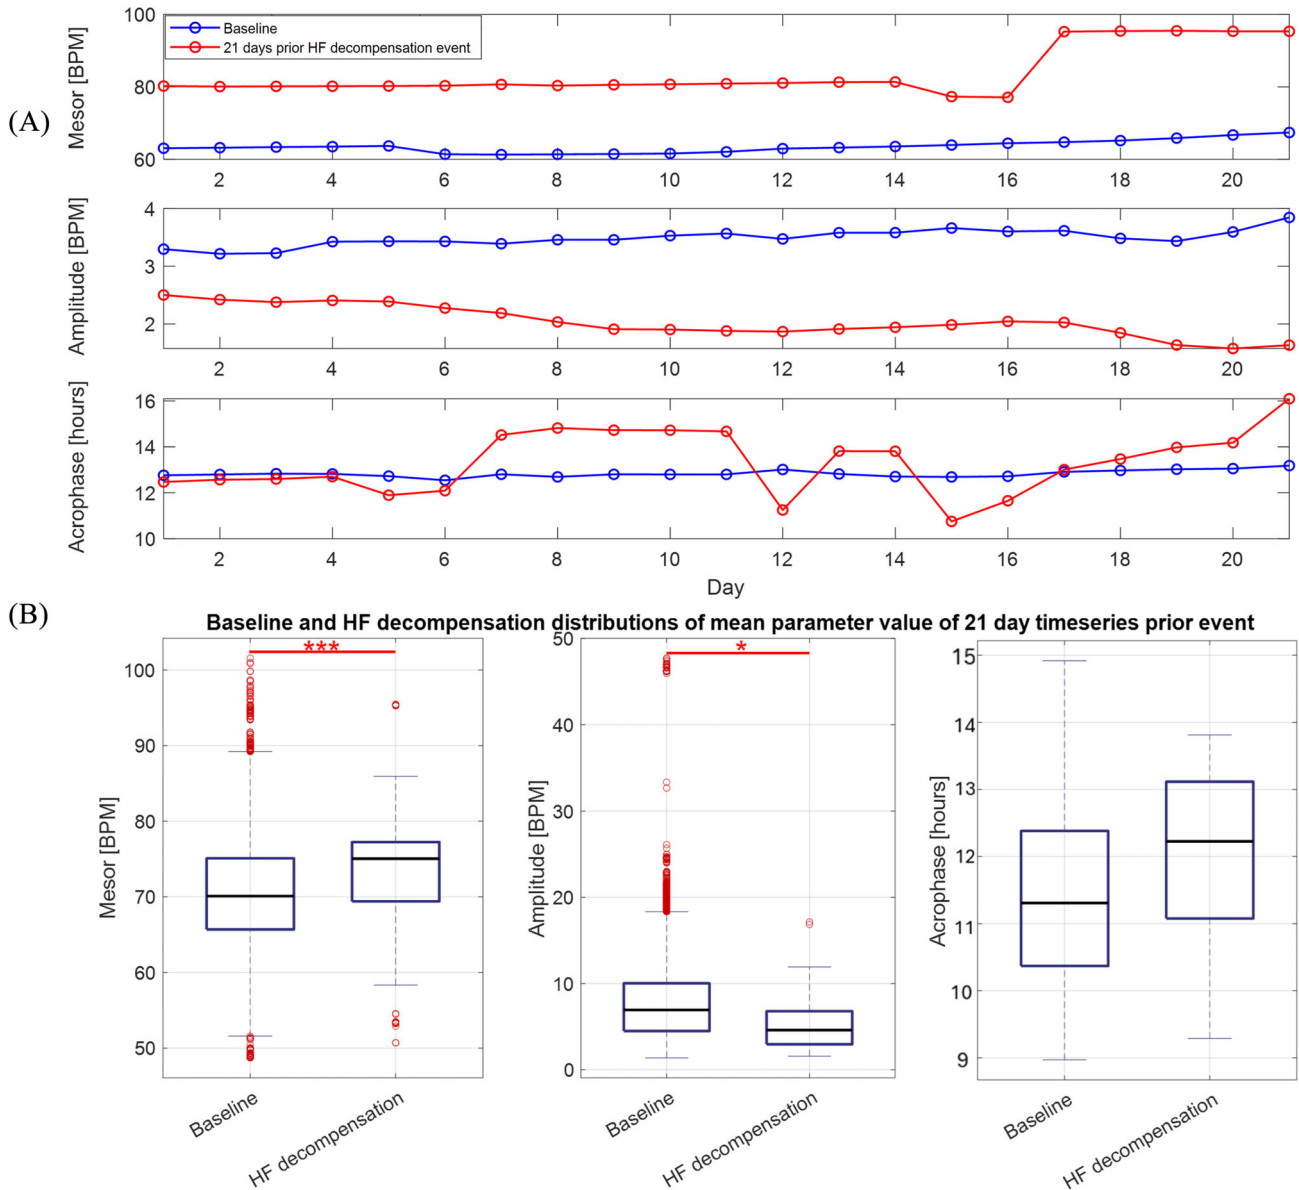 (A)
Mesor [BPM]
100
80
60
Baseline
21 days prior HF decompensation event
2 4 6 8 10 12 14 16 18 20
Amplitude [BPM]
4
3
2
2 4 6 8 10 12 14 16 18 20
Acrophase [hours]
16
14
12
10
2 4 6 8 10 12 14 16 18 20
Day
(B)
Baseline and HF decompensation distributions of mean parameter value of 21 day timeseries prior event
Mesor [BPM]
100
90
80
70
60
50
***
Baseline
HF decompensation
Amplitude [BPM]
50
40
30
20
10
0
*
Baseline
HF decompensation
Acrophase [hours]
15
14
13
12
11
10
9
Baseline
HF decompensation